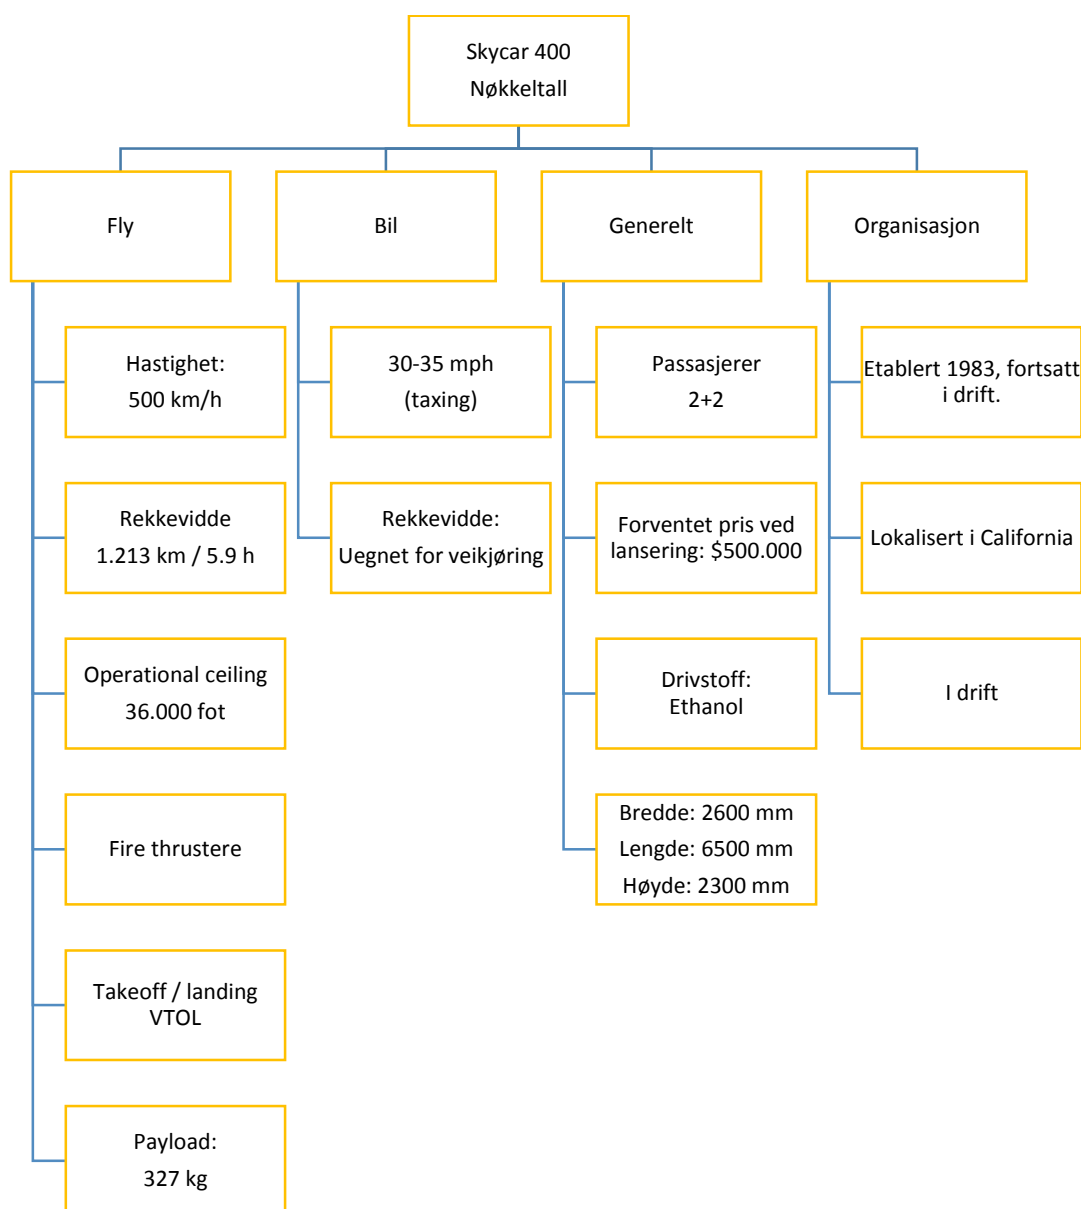 Skycar 400
Nøkkeltall
Fly
Bil
Generelt
Organisasjon
Hastighet:
500 km/h
30-35 mph
(taxing)
Passasjerer
2+2
Etablert 1983, fortsatt
i drift.
Rekkevidde
1.213 km / 5.9 h
Rekkevidde:
Uegnet for veikjøring
Forventet pris ved
lansering: $500.000
Lokalisert i California
Operational ceiling
36.000 fot
Drivstoff:
Ethanol
I drift
Fire thrustere
Bredde: 2600 mm
Lengde: 6500 mm
Høyde: 2300 mm
Takeoff / landing
VTOL
Payload:
327 kg